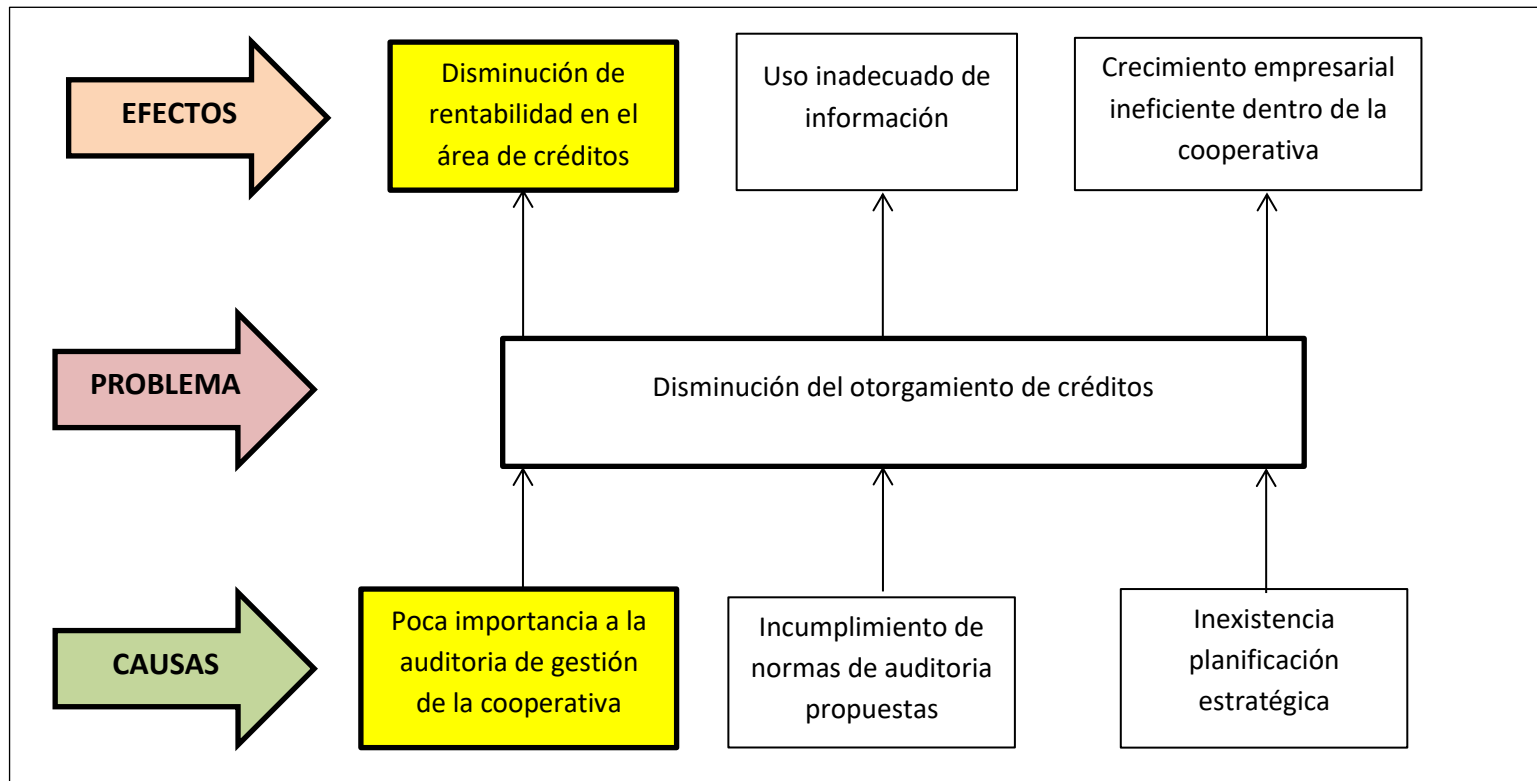 EFECTOS
Disminución de
rentabilidad en el
área de créditos
Uso inadecuado de
información
Crecimiento empresarial
ineficiente dentro de la
cooperativa
PROBLEMA
Disminución del otorgamiento de créditos
CAUSAS
Poca importancia a la
auditoria de gestión
de la cooperativa
Incumplimiento de
normas de auditoria
propuestas
Inexistencia
planificación
estratégica